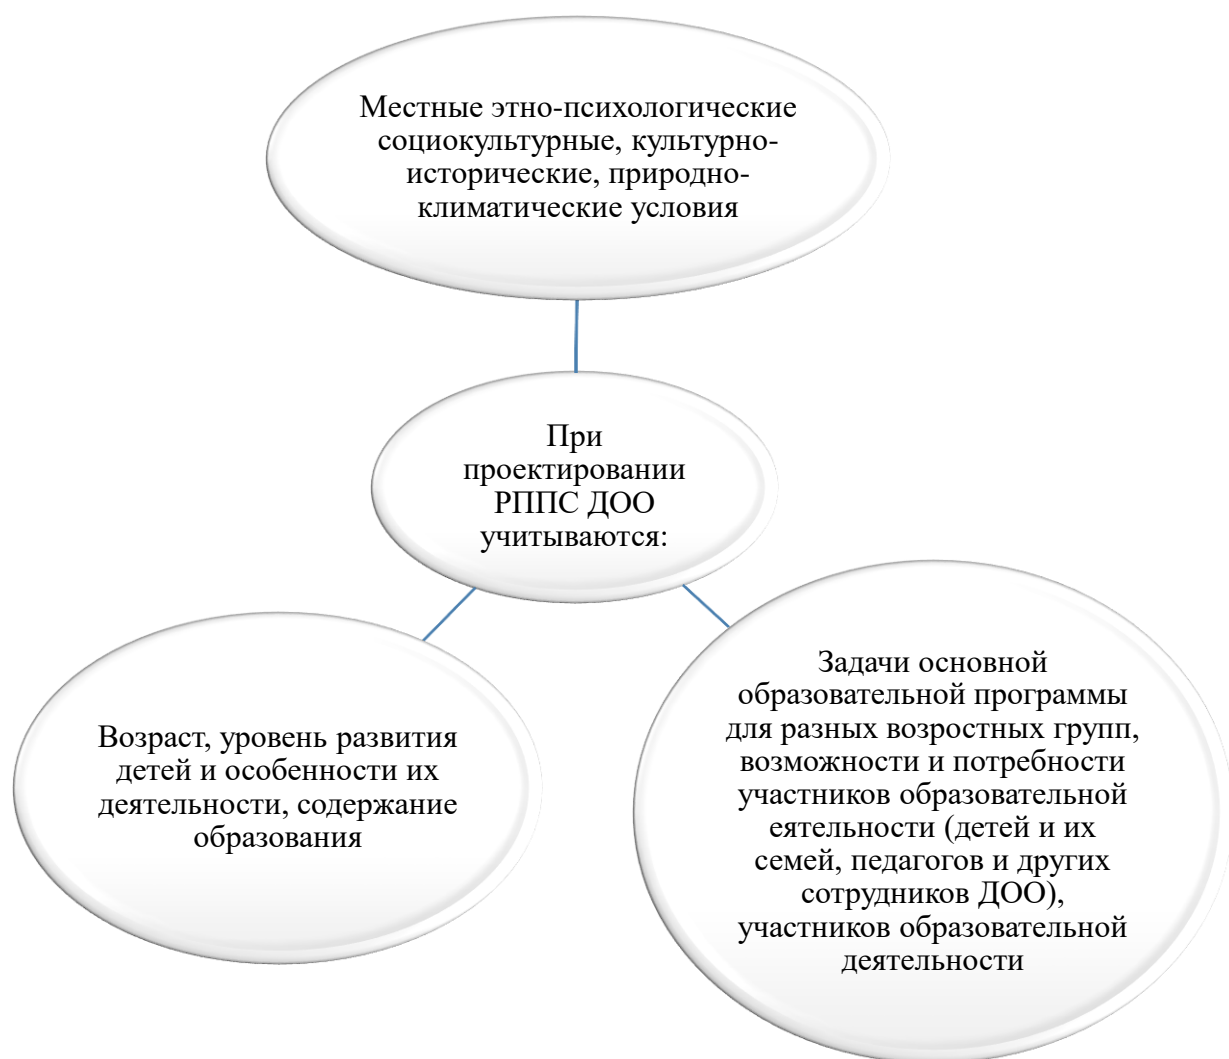 Местные этно-психологические
социокультурные, культурно-
исторические, природно-
климатические условия
При
проектировании
РППС ДОО
учитываются:
Возраст, уровень развития
детей и особенности их
деятельности, содержание
образования
Задачи основной
образовательной программы
для разных возростных групп,
возможности и потребности
участников образовательной
еятельности (детей и их
семей, педагогов и других
сотрудников ДОО),
участников образовательной
деятельности